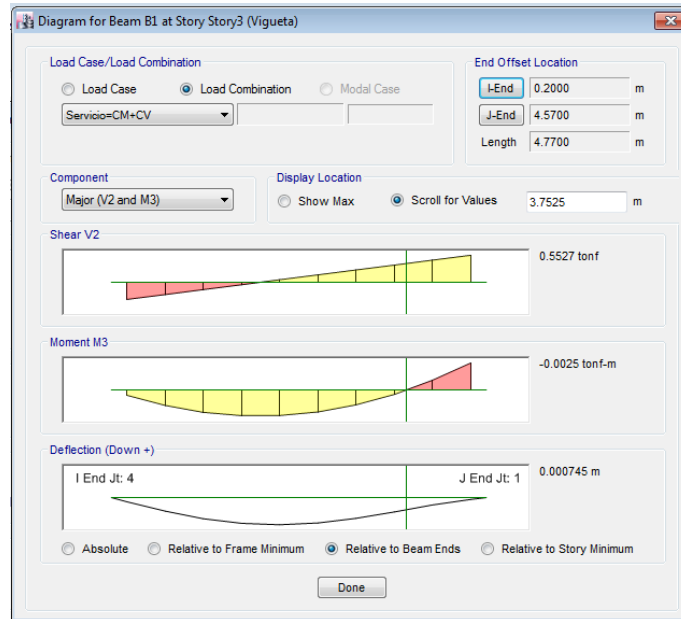 Diagram for Beam B1 at Story Story3 (Vigueta)
Load Case/Load Combination
Load Case Load Combination Modal Case
Servicio=CM+CV
End Offset Location
I-End 0.2000 m
J-End 4.5700 m
Length 4.7700 m
Component
Major (V2 and M3)
Display Location
Show Max Scroll for Values 3.7525 m
Shear V2
0.5527 tonf
Moment M3
-0.0025 tonf-m
Deflection (Down +)
I End Jt: 4 J End Jt: 1
0.000745 m
Absolute Relative to Frame Minimum Relative to Beam Ends Relative to Story Minimum
Done